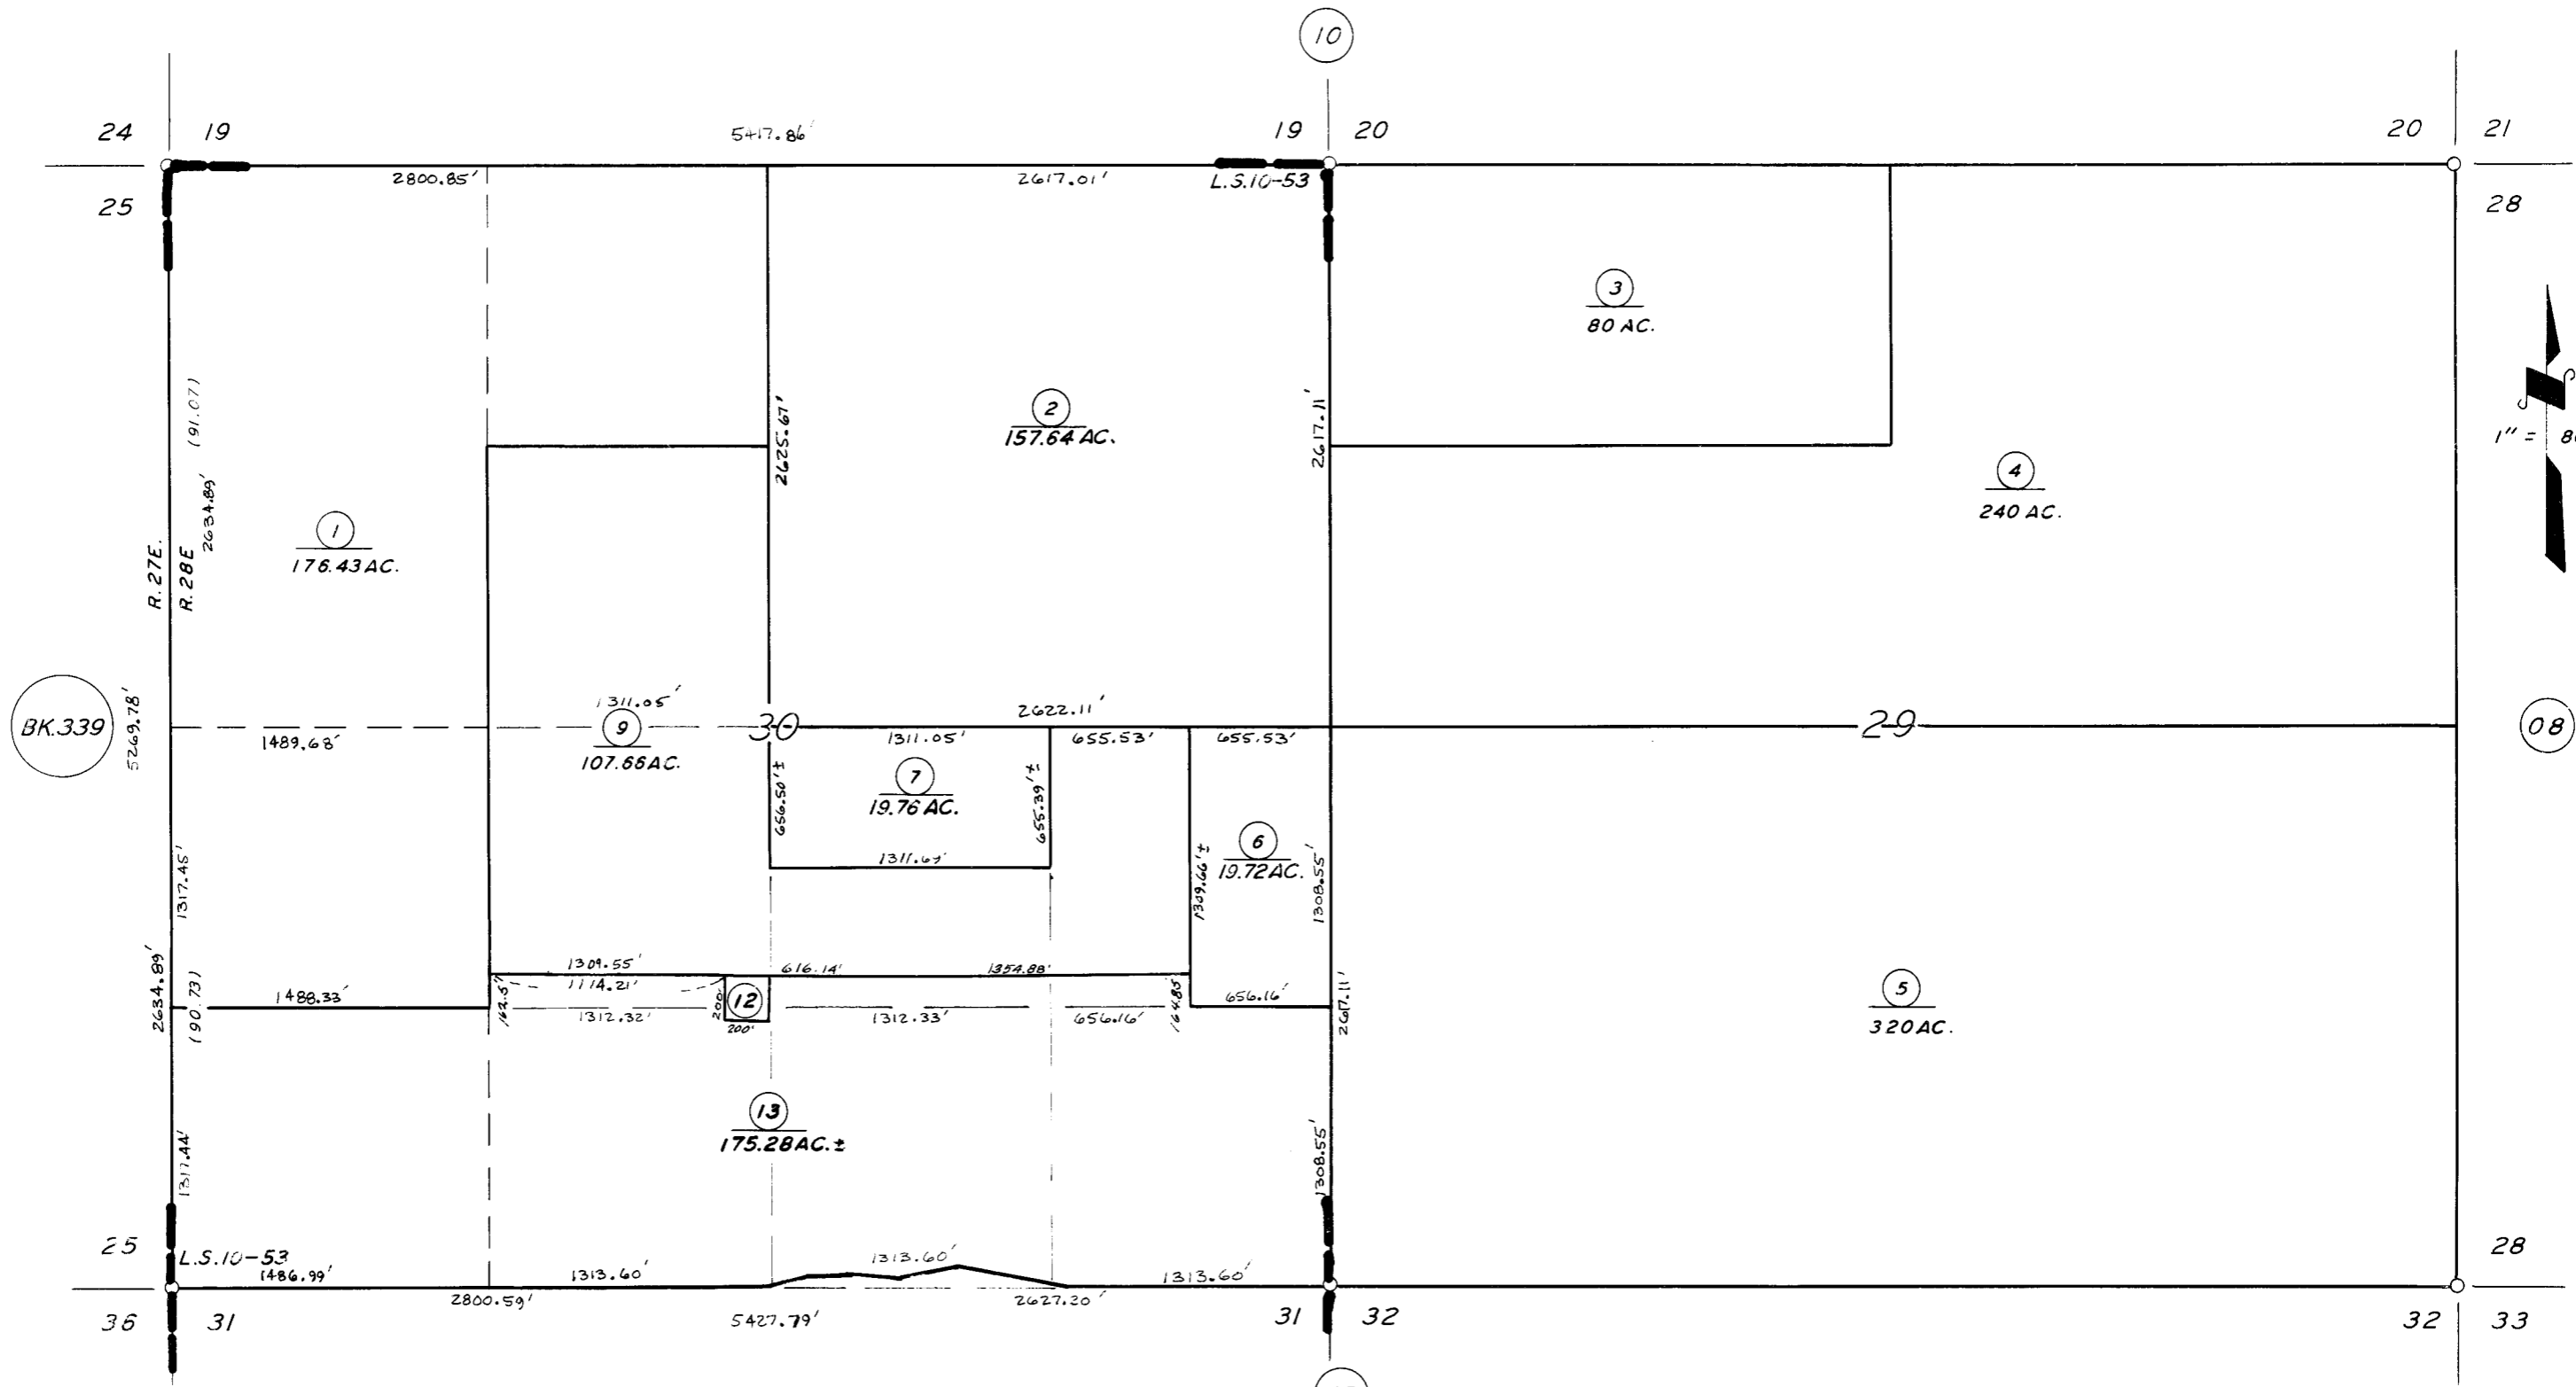 10
24 19 5417.86' 19 20 20 21
2800.85' 2617.01' L.S.10-53
25 28
3
80 AC.
(91.07)
2634.89'
2
157.64 AC.
2625.67'
2617.11'
4
240 AC.
1" =
1
176.43 AC.
R. 27E.
R. 28E
BK.339
5269.78'
1311.05'
1489.68'
9
107.66 AC.
30
2622.11'
1311.05' 655.53' 655.53'
29
08
656.50'±
7
19.76 AC.
655.39'±
1317.45'
6
19.72 AC.
1309.66'±
1308.55'
2634.89'
(90.73)
1309.55' 616.14' 1354.88'
1174.21'
1488.33'
162.5'
1312.32'
200'
12
200'
1312.33'
656.16'
164.85'
656.16'
2617.11'
5
320 AC.
13
175.28 AC.±
1317.44'
1308.55'
25 28
L.S.10-53
1486.99' 1313.60' 1313.60' 1313.60'
2800.59' 2627.20'
36 31 5427.79' 31 32 32 33